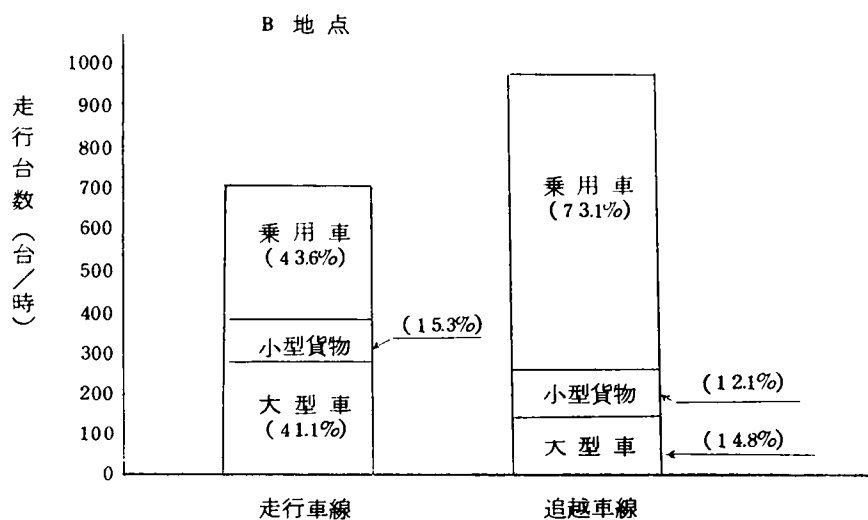 B 地点
走行台数(台/時)
1000
900
800
700
600
500
400
300
200
100
0
乗用車
(43.6%)
小型貨物
(15.3%)
大型車
(41.1%)
乗用車
(73.1%)
小型貨物
(12.1%)
大型車
(14.8%)
走行車線
追越車線